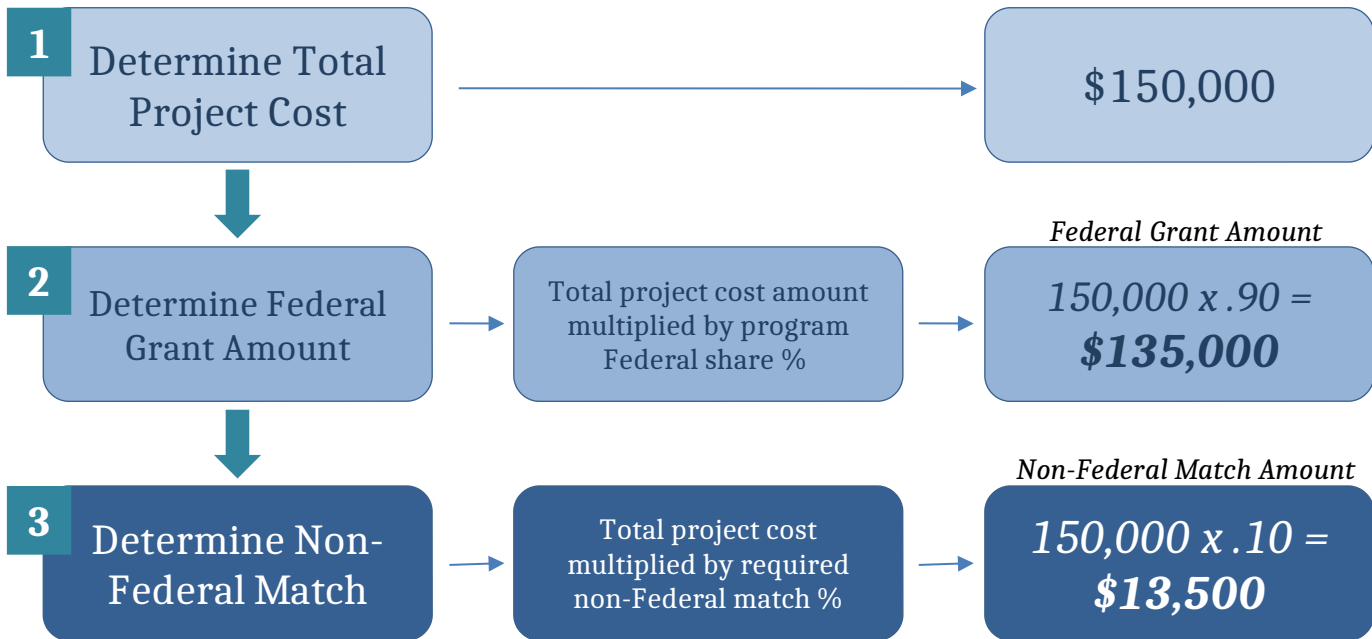 1
Determine Total
Project Cost
$150,000
2
Determine Federal
Grant Amount
Total project cost amount
multiplied by program
Federal share %
Federal Grant Amount
150,000 x .90 =
$135,000
3
Determine Non-
Federal Match
Total project cost
multiplied by required
non-Federal match %
Non-Federal Match Amount
150,000 x .10 =
$13,500